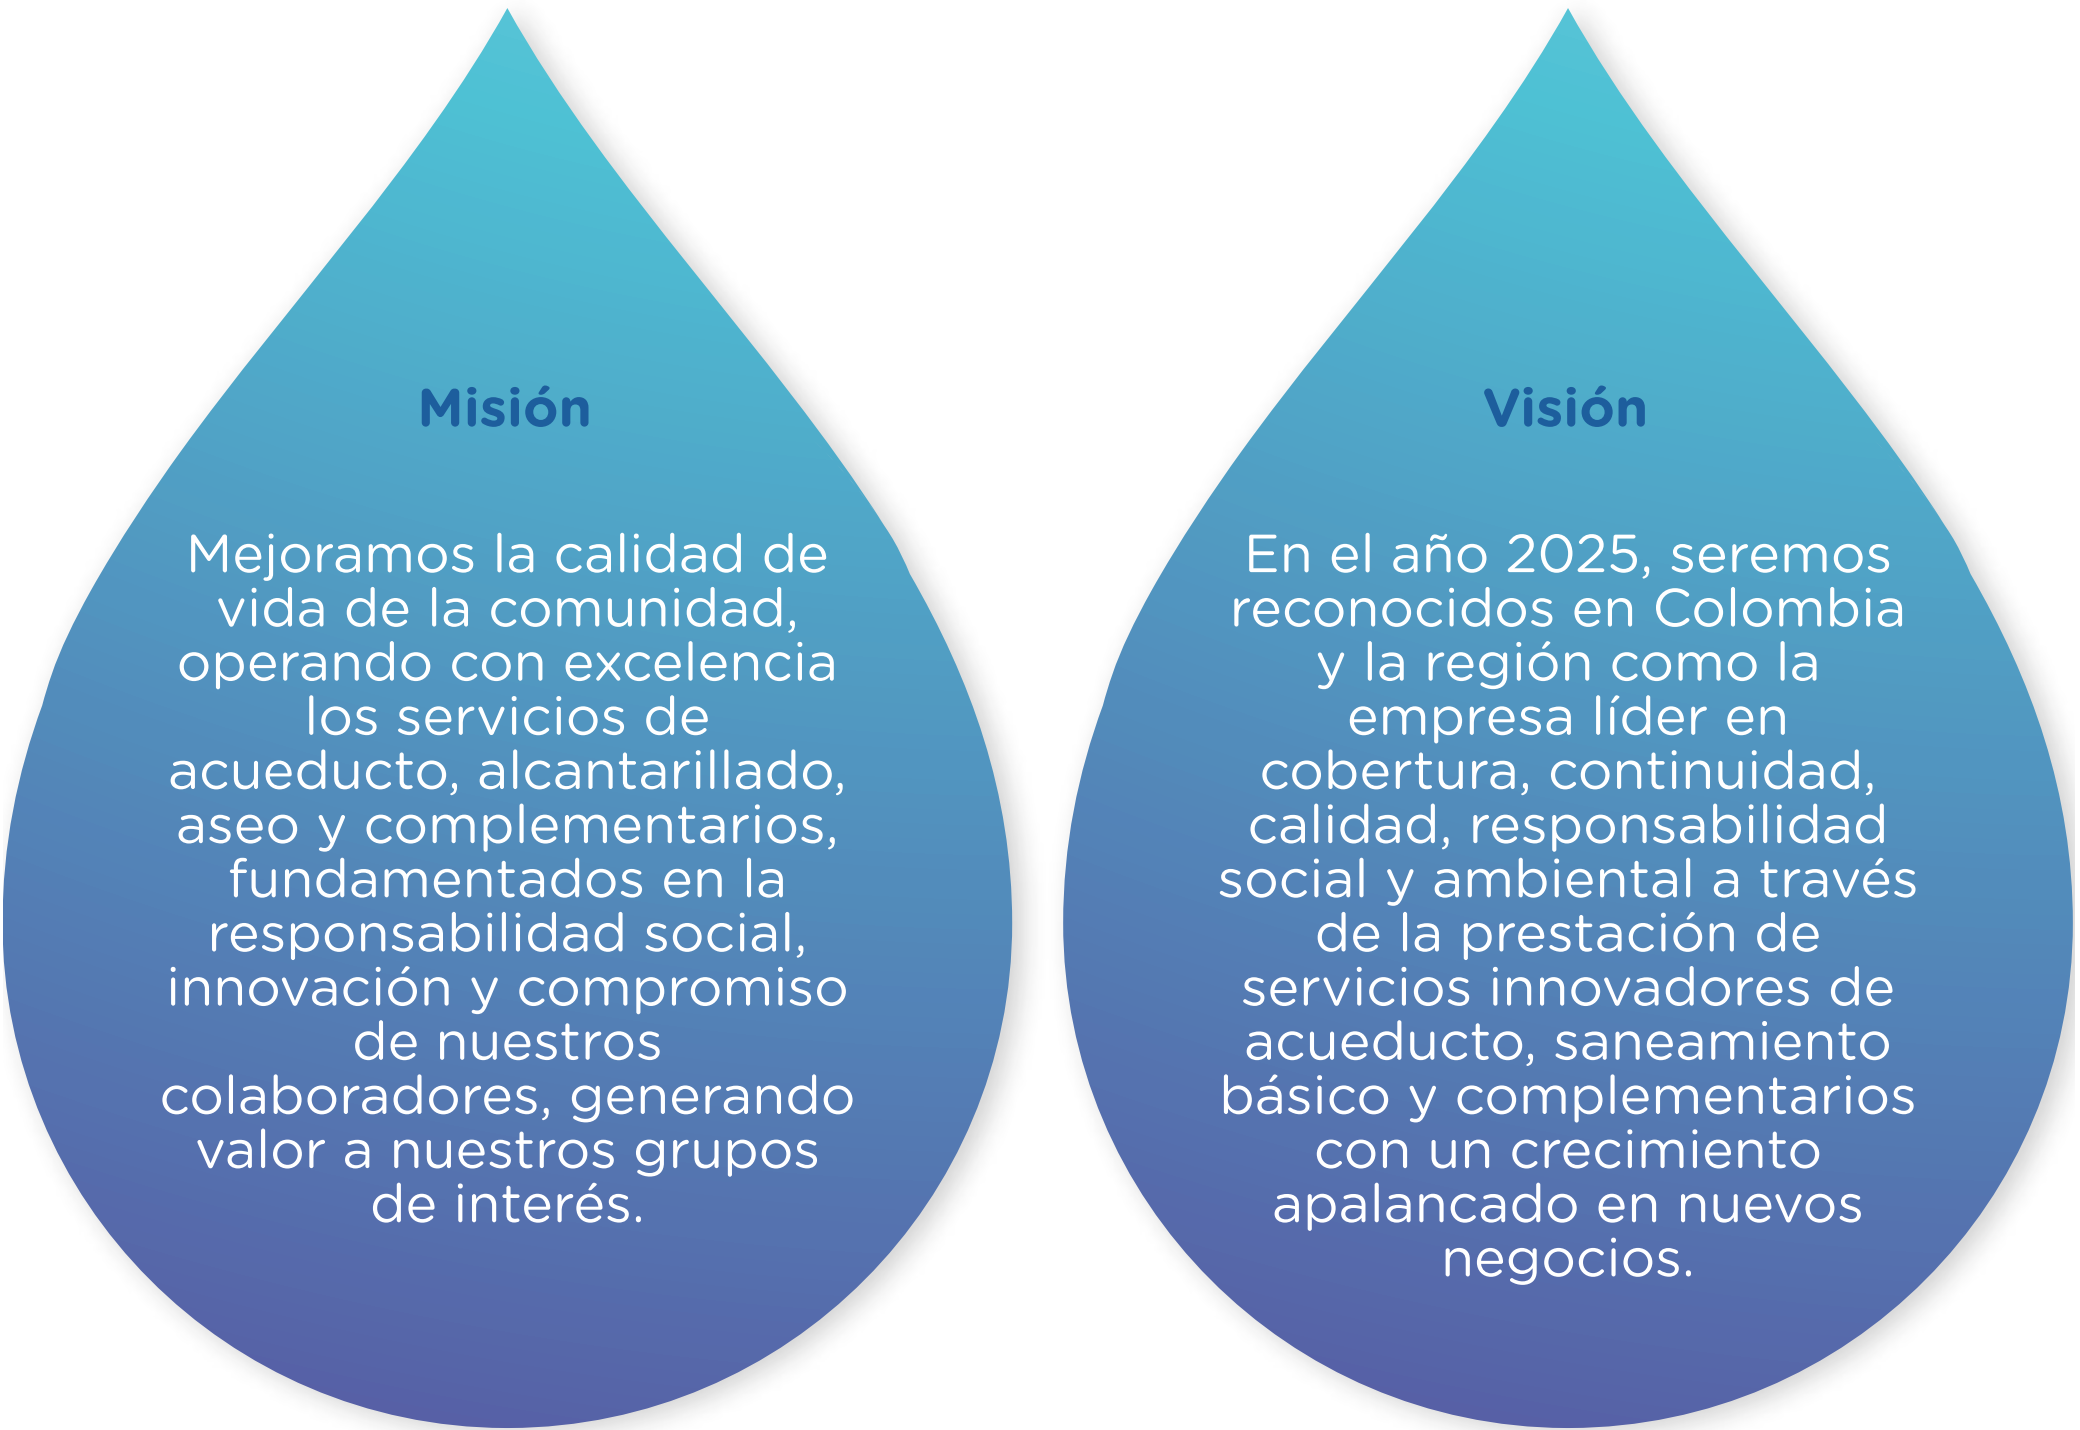 Misión
Mejoramos la calidad de
vida de la comunidad,
operando con excelencia
los servicios de
acueducto, alcantarillado,
aseo y complementarios,
fundamentados en la
responsabilidad social,
innovación y compromiso
de nuestros
colaboradores, generando
valor a nuestros grupos
de interés.
Visión
En el año 2025, seremos
reconocidos en Colombia
y la región como la
empresa líder en
cobertura, continuidad,
calidad, responsabilidad
social y ambiental a través
de la prestación de
servicios innovadores de
acueducto, saneamiento
básico y complementarios
con un crecimiento
apalancado en nuevos
negocios.